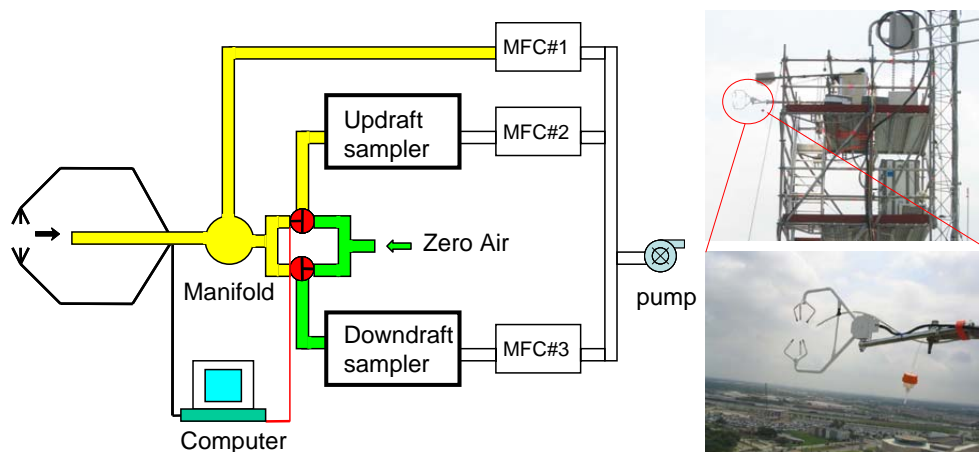 MFC#1
Updraft
sampler
MFC#2
Zero Air
Manifold
pump
Downdraft
sampler
MFC#3
Computer